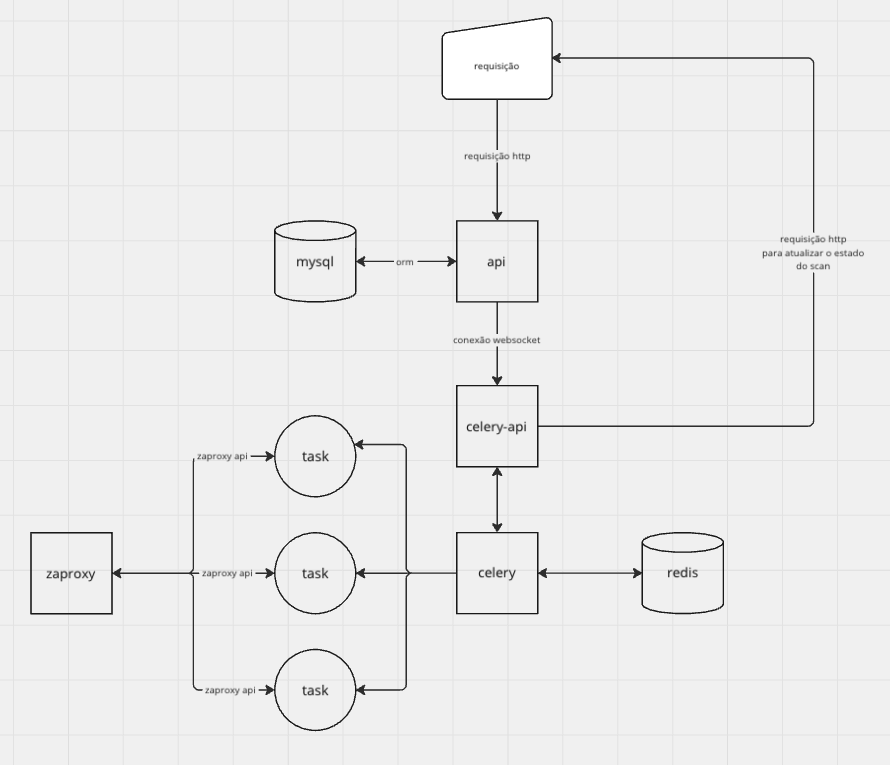 requisição
requisição http
requisição http
para atualizar o estado
do scan
mysql
orm
api
conexão websocket
celery-api
zaproxy api
task
zaproxy
zaproxy api
task
celery
redis
zaproxy api
task